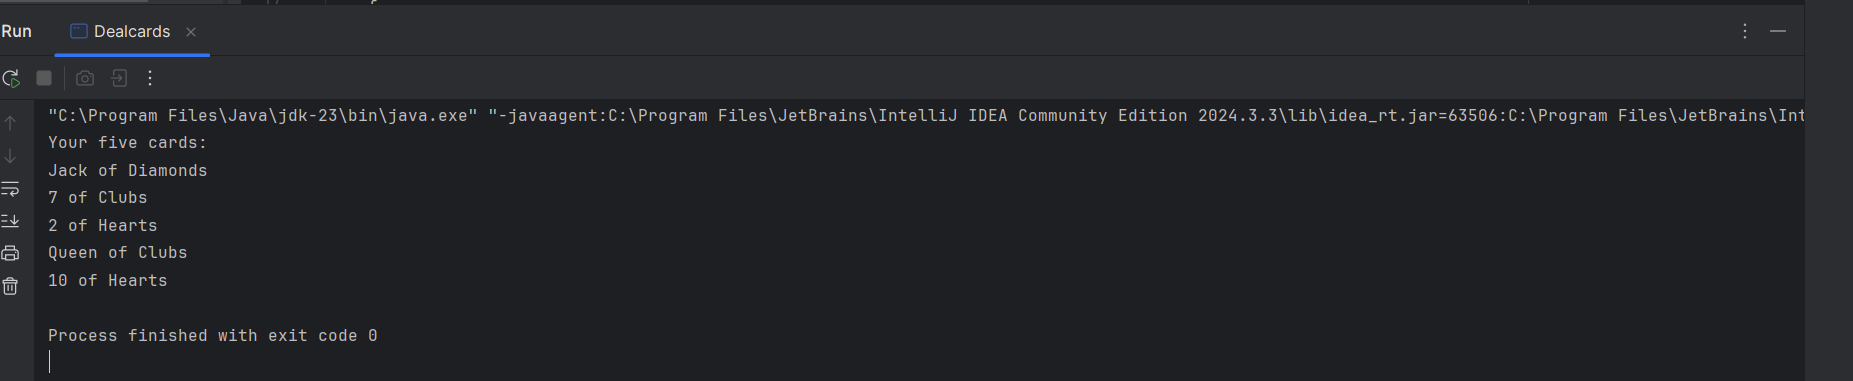 Run Dealcards
"C:\Program Files\Java\jdk-23\bin\java.exe" "-javaagent:C:\Program Files\JetBrains\IntelliJ IDEA Community Edition 2024.3.3\lib\idea_rt.jar=63506:C:\Program Files\JetBrains\Int
Your five cards:
Jack of Diamonds
7 of Clubs
2 of Hearts
Queen of Clubs
10 of Hearts
Process finished with exit code 0